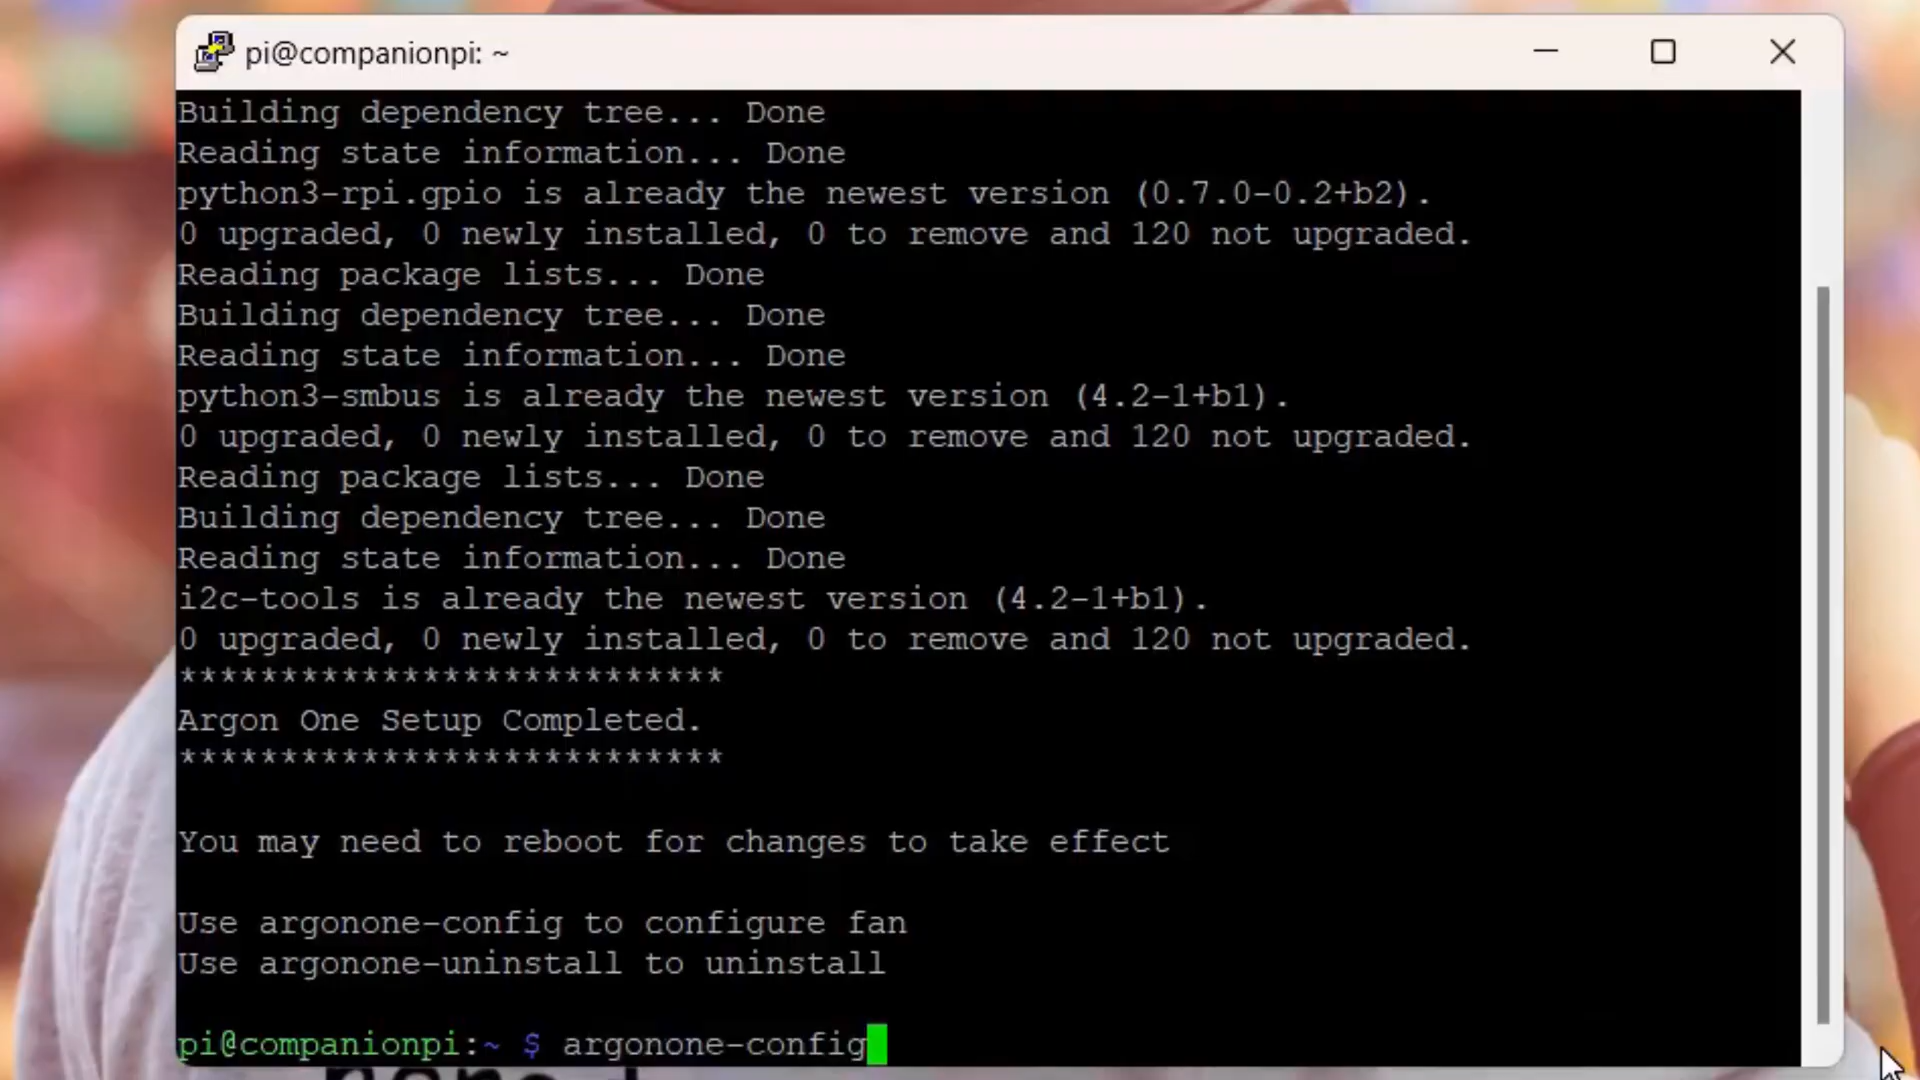 pi@companionpi: ~
Building dependency tree... Done
Reading state information... Done
python3-rpi.gpio is already the newest version (0.7.0-0.2+b2).
0 upgraded, 0 newly installed, 0 to remove and 120 not upgraded.
Reading package lists... Done
Building dependency tree... Done
Reading state information... Done
python3-smbus is already the newest version (4.2-1+b1).
0 upgraded, 0 newly installed, 0 to remove and 120 not upgraded.
Reading package lists... Done
Building dependency tree... Done
Reading state information... Done
i2c-tools is already the newest version (4.2-1+b1).
0 upgraded, 0 newly installed, 0 to remove and 120 not upgraded.
***************************
Argon One Setup Completed.
***************************
You may need to reboot for changes to take effect
Use argonone-config to configure fan
Use argonone-uninstall to uninstall
pi@companionpi:~ $ argonone-config